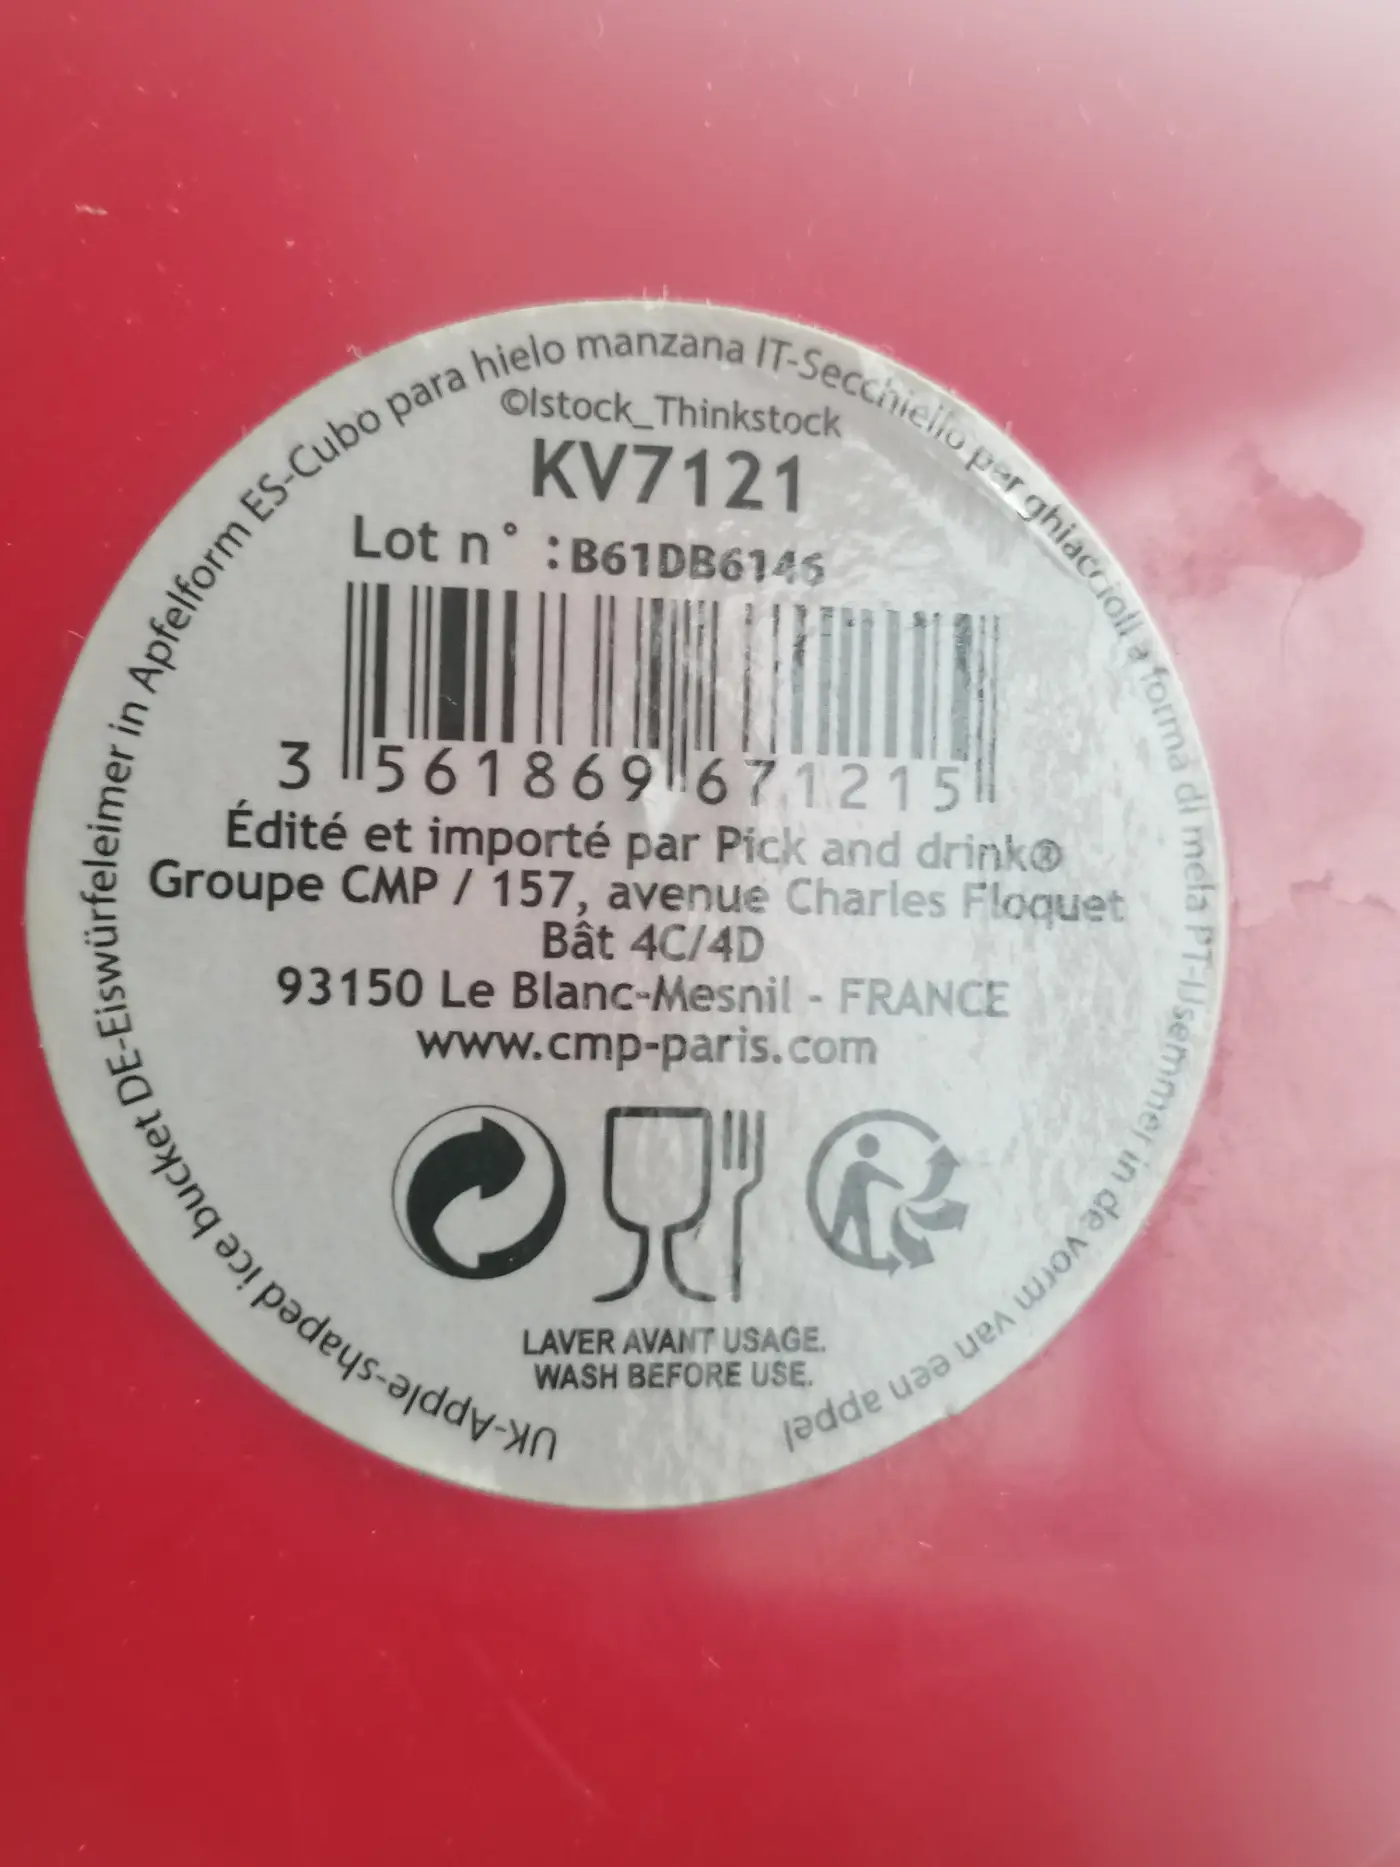 UK-Apple-shaped ice bucket DE-Eiswürfeleimer in Apfelform ES-Cubo para hielo manzana IT-Secchiello per ghiaccioli a forma di mela PT-IJsemmer in de vorm van een appel
©Istock_Thinkstock
KV7121
Lot n° :B61DB6146
3 561869 671215
Édité et importé par Pick and drink®
Groupe CMP / 157, avenue Charles Floquet
Bât 4C/4D
93150 Le Blanc-Mesnil - FRANCE
www.cmp-paris.com
LAVER AVANT USAGE.
WASH BEFORE USE.